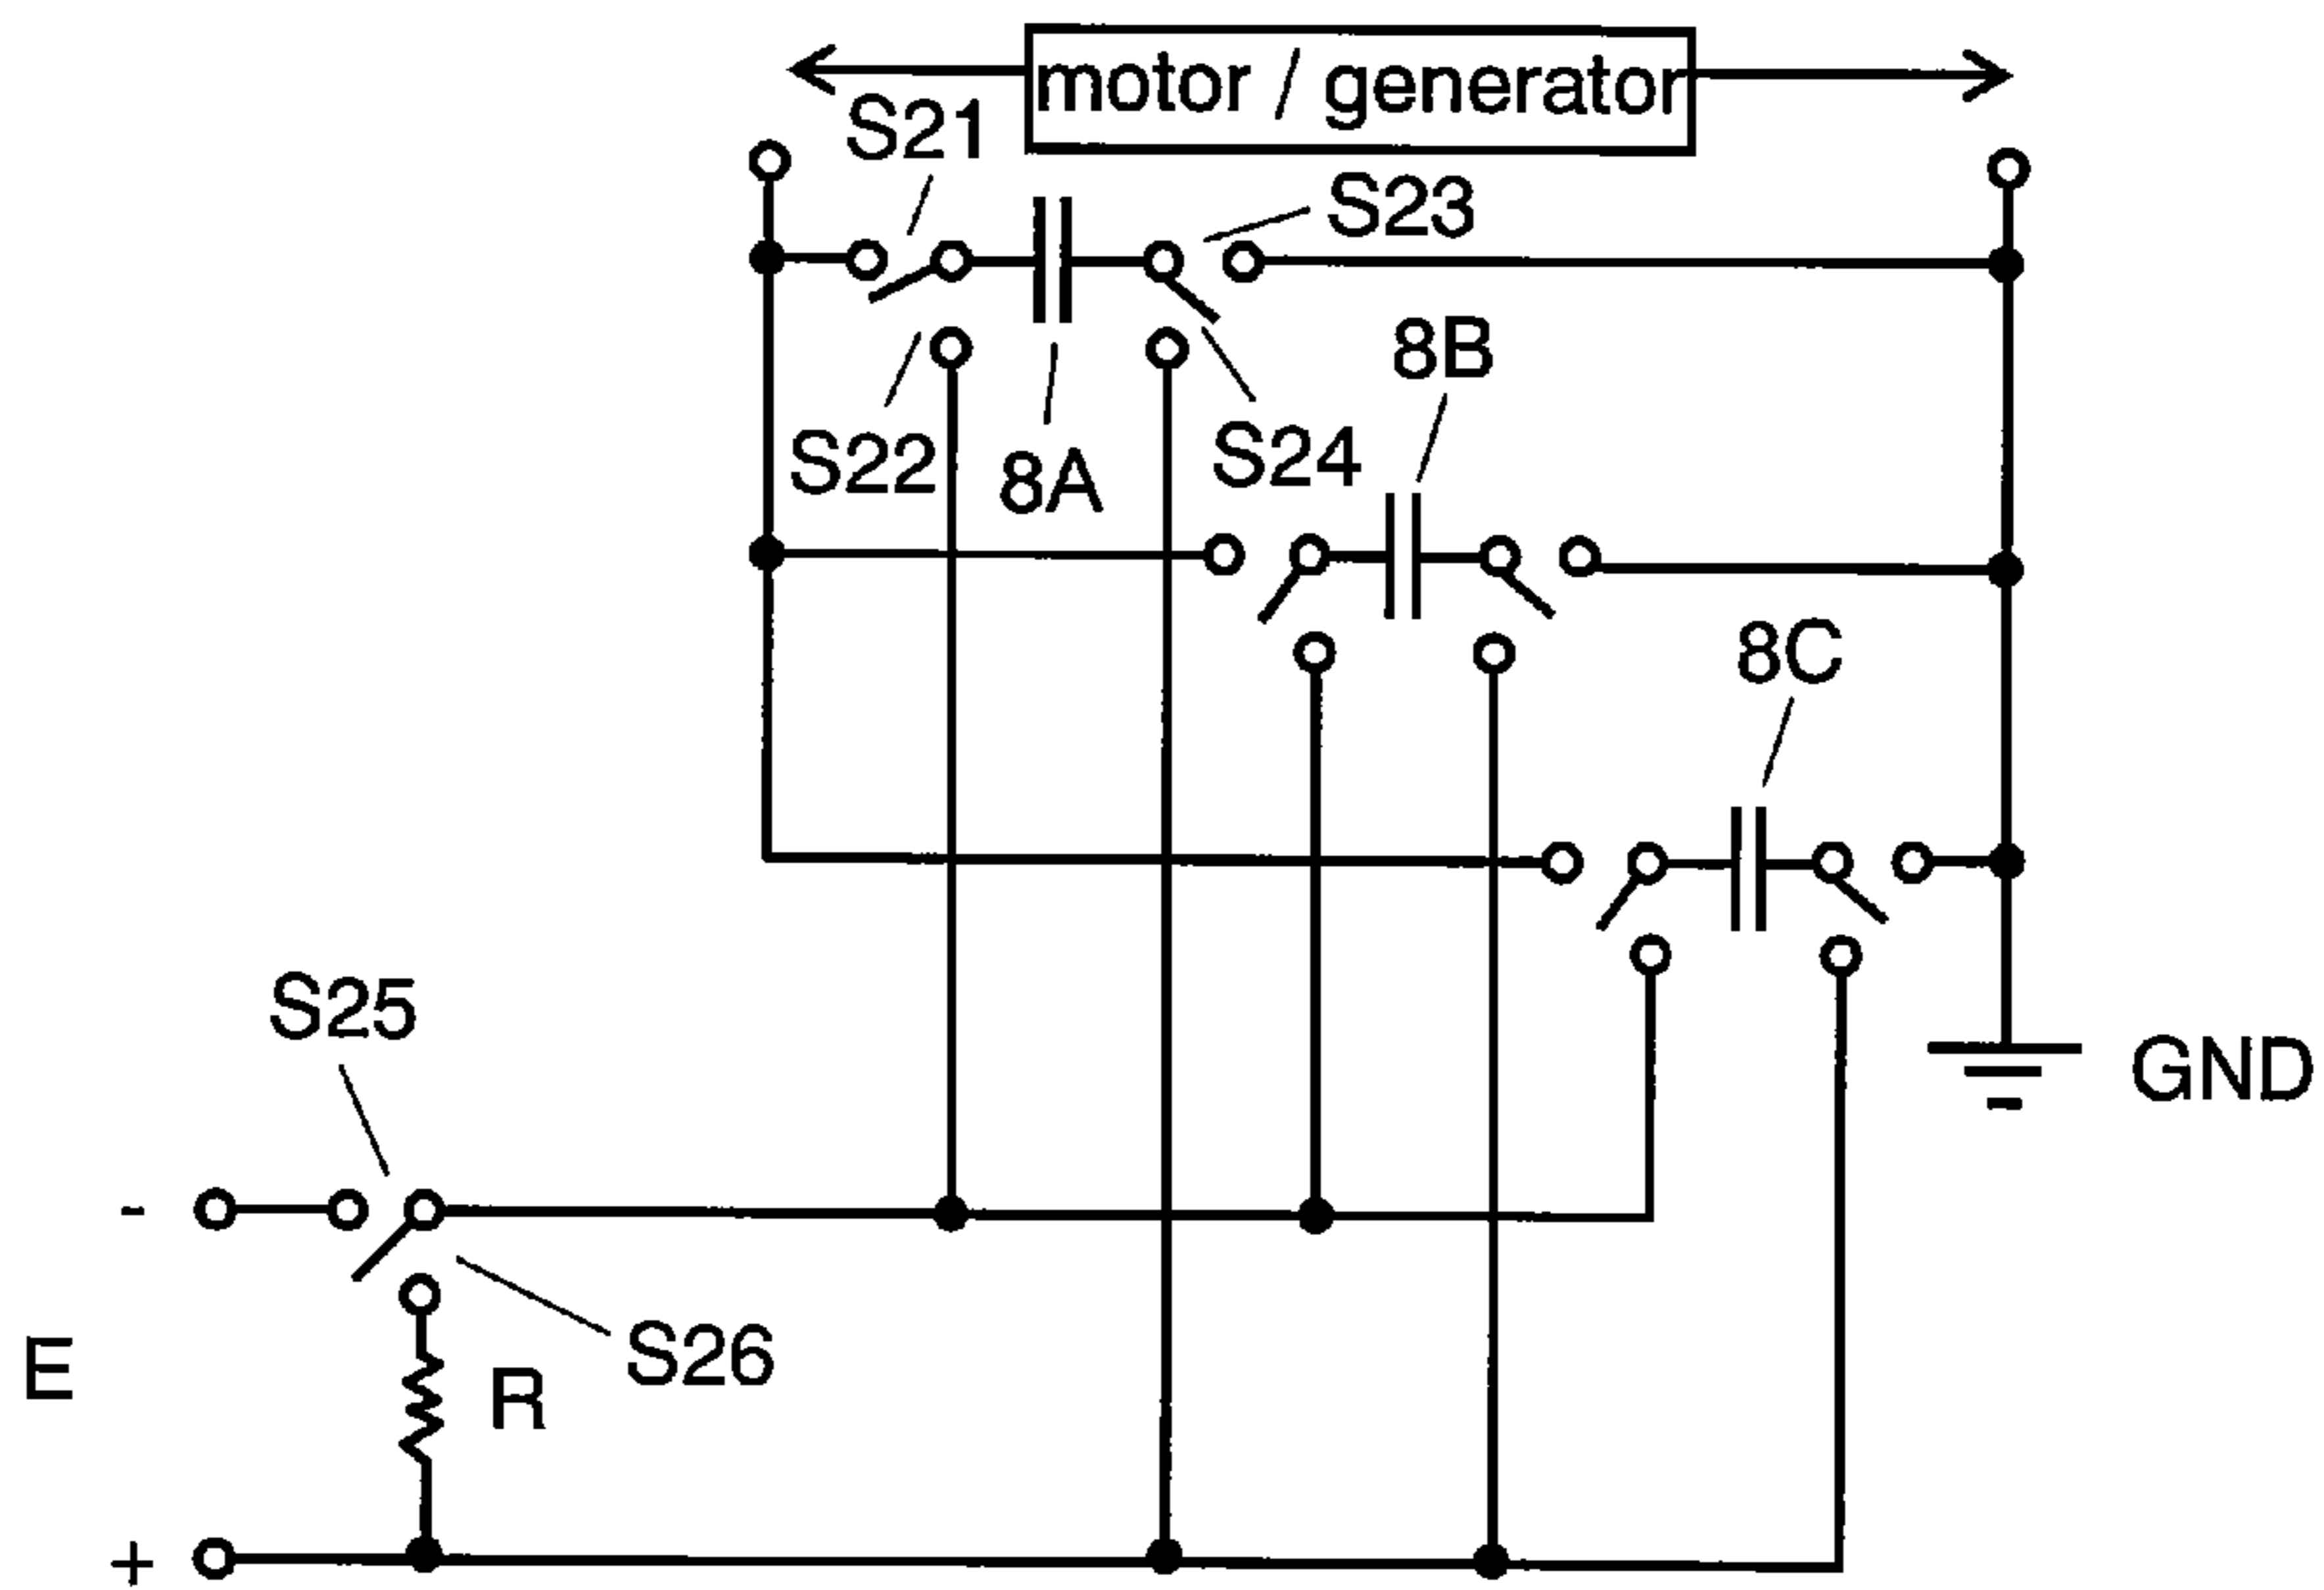 motor / generator
S21
S23
8B
S22
8A
S24
8C
S25
GND
-
S26
E
R
+